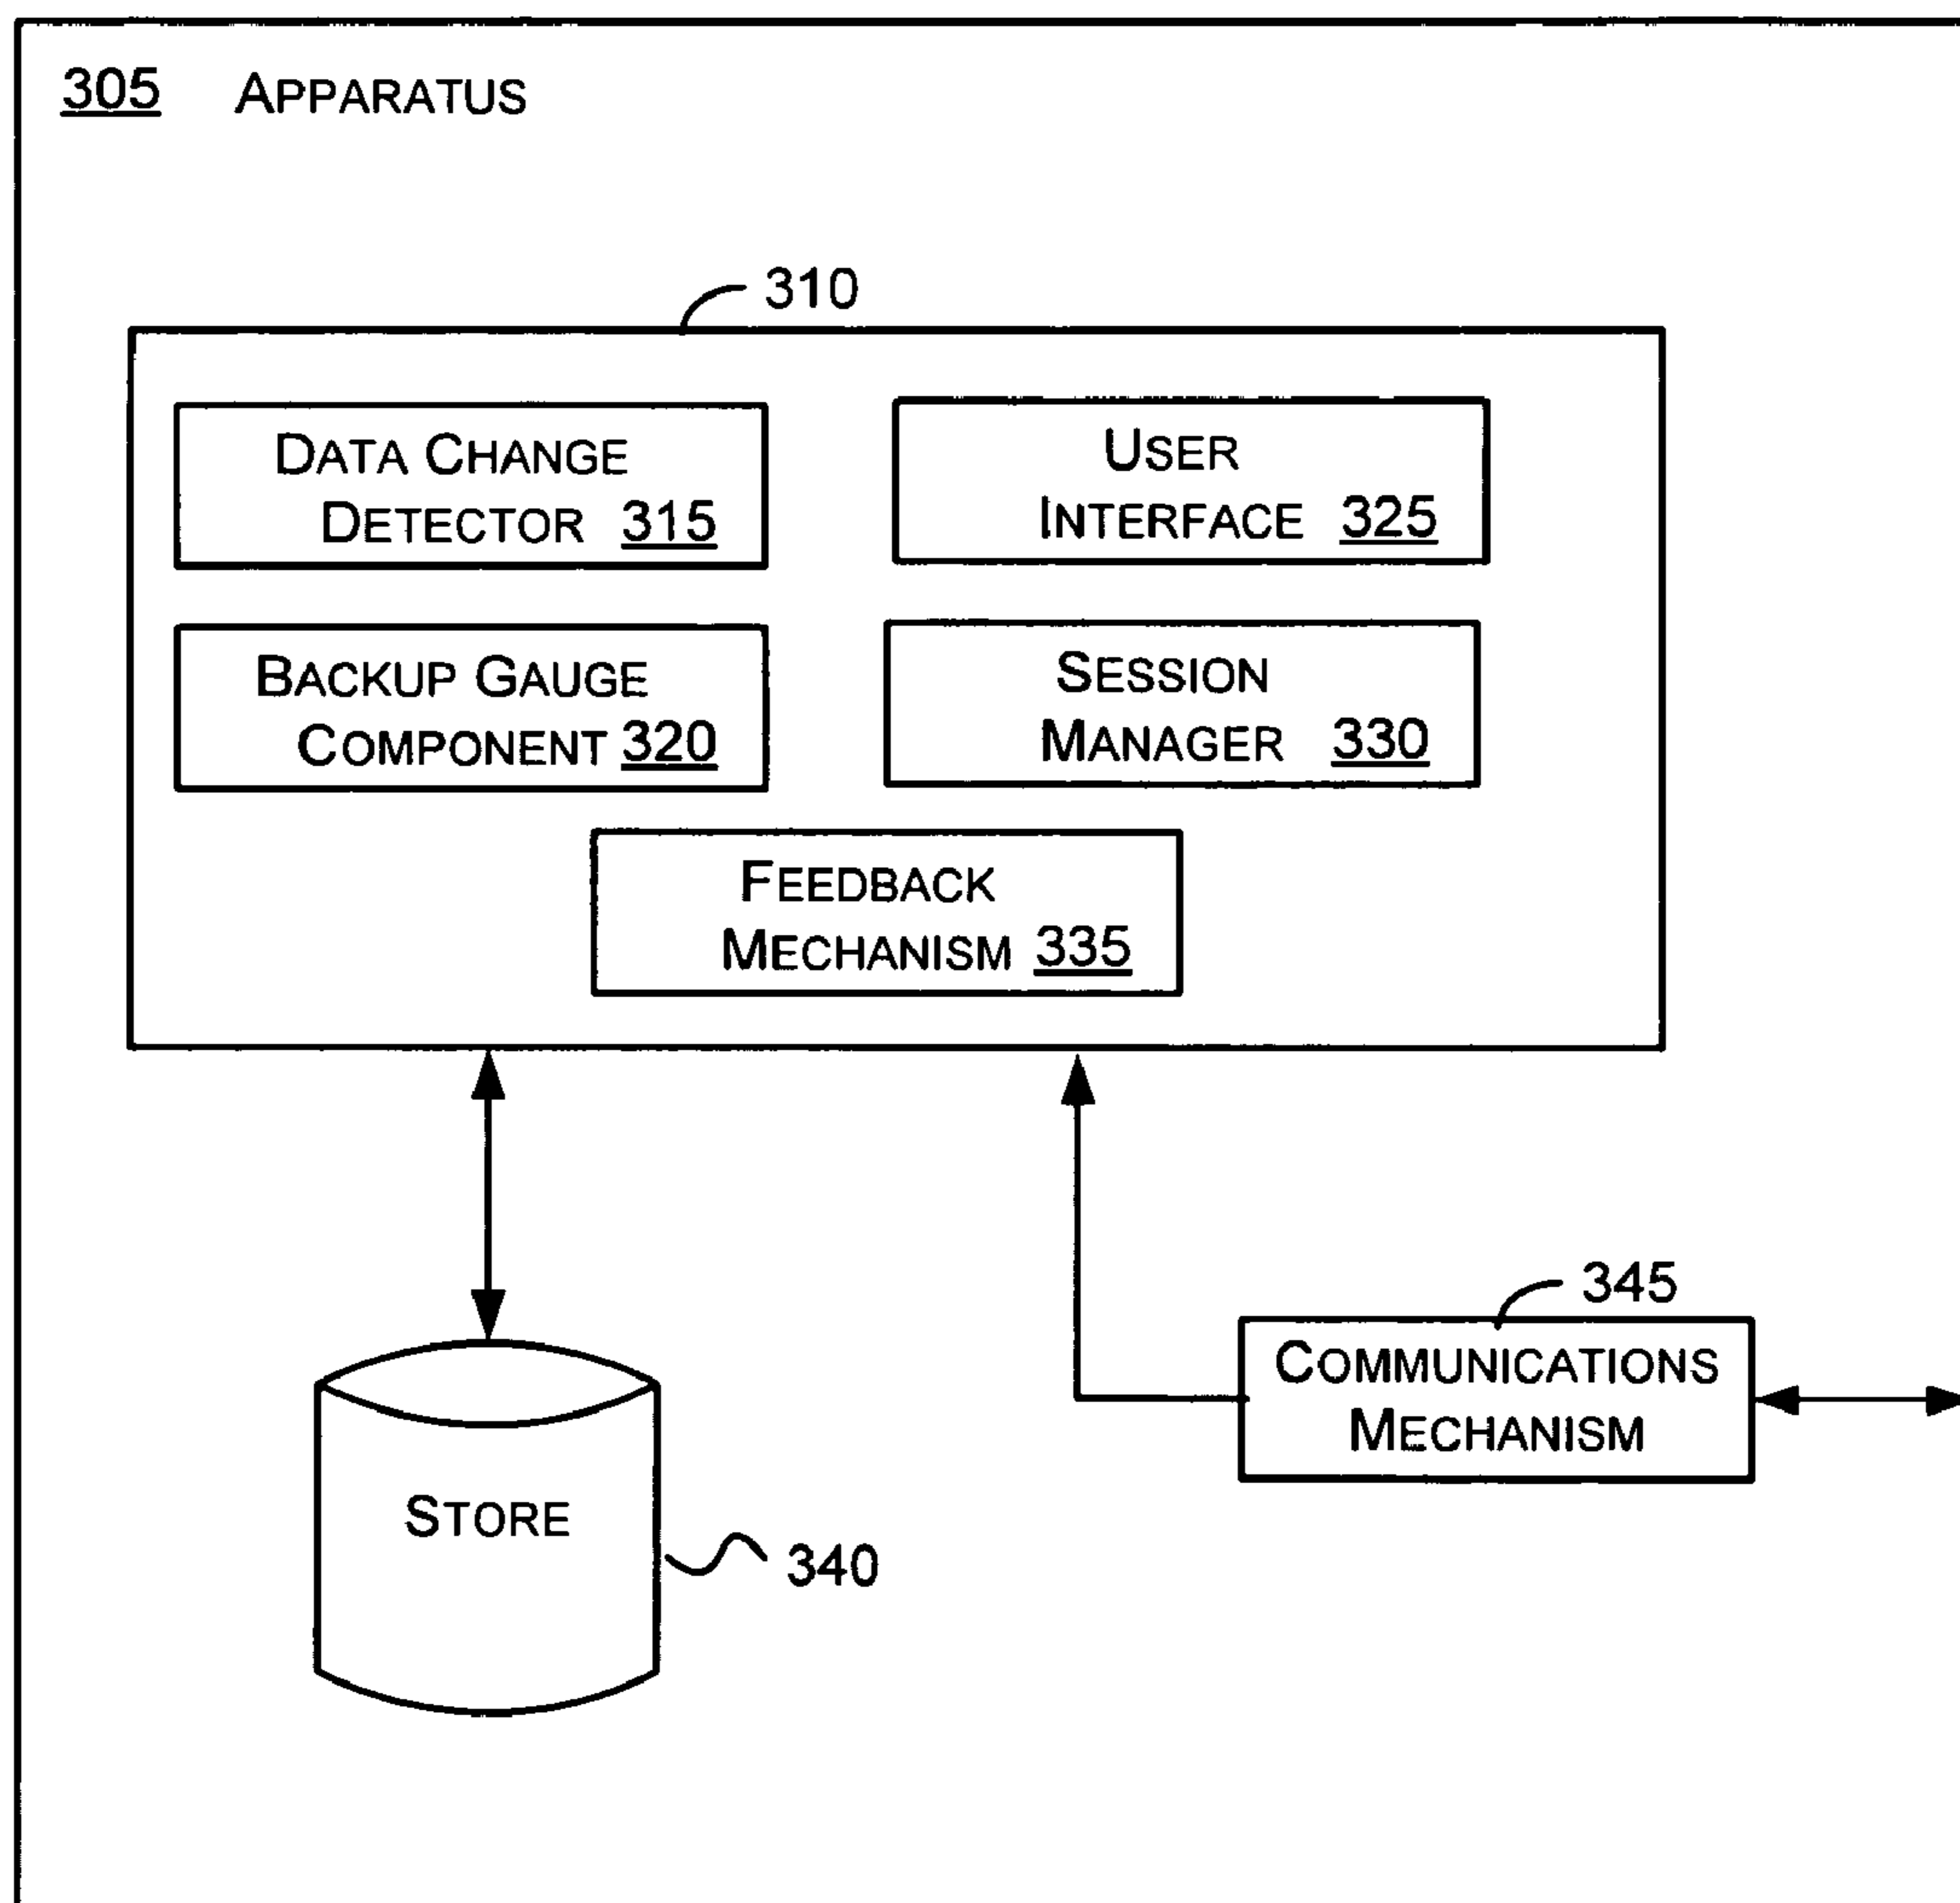 305 APPARATUS
310
DATA CHANGE
DETECTOR 315
USER
INTERFACE 325
BACKUP GAUGE
COMPONENT 320
SESSION
MANAGER 330
FEEDBACK
MECHANISM 335
345
COMMUNICATIONS
MECHANISM
STORE
340